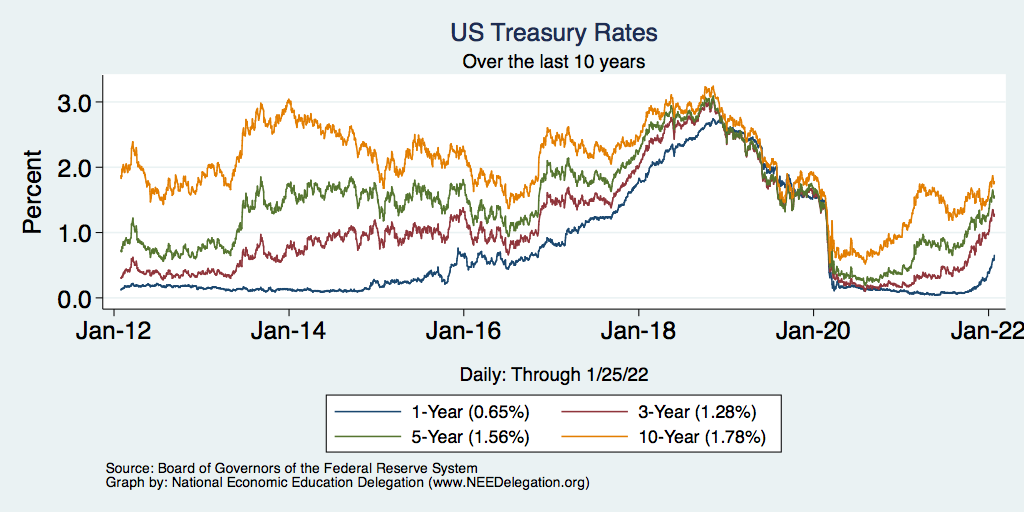 US Treasury Rates
Over the last 10 years
Percent
3.0
2.0
1.0
0.0
Jan-12 Jan-14 Jan-16 Jan-18 Jan-20 Jan-22
Daily: Through 1/25/22
1-Year (0.65%) 3-Year (1.28%)
5-Year (1.56%) 10-Year (1.78%)
Source: Board of Governors of the Federal Reserve System
Graph by: National Economic Education Delegation (www.NEEDelegation.org)